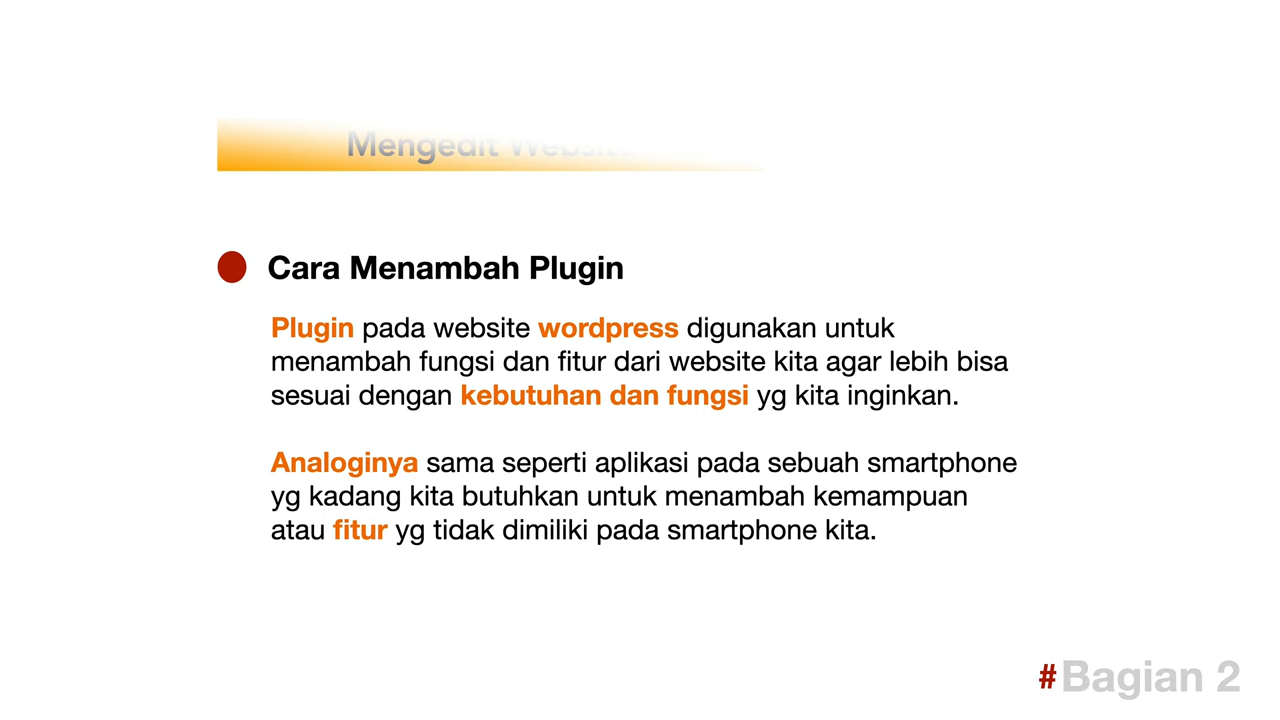 Mengedit Website
Cara Menambah Plugin
Plugin pada website wordpress digunakan untuk
menambah fungsi dan fitur dari website kita agar lebih bisa
sesuai dengan kebutuhan dan fungsi yg kita inginkan.
Analoginya sama seperti aplikasi pada sebuah smartphone
yg kadang kita butuhkan untuk menambah kemampuan
atau fitur yg tidak dimiliki pada smartphone kita.
#Bagian 2